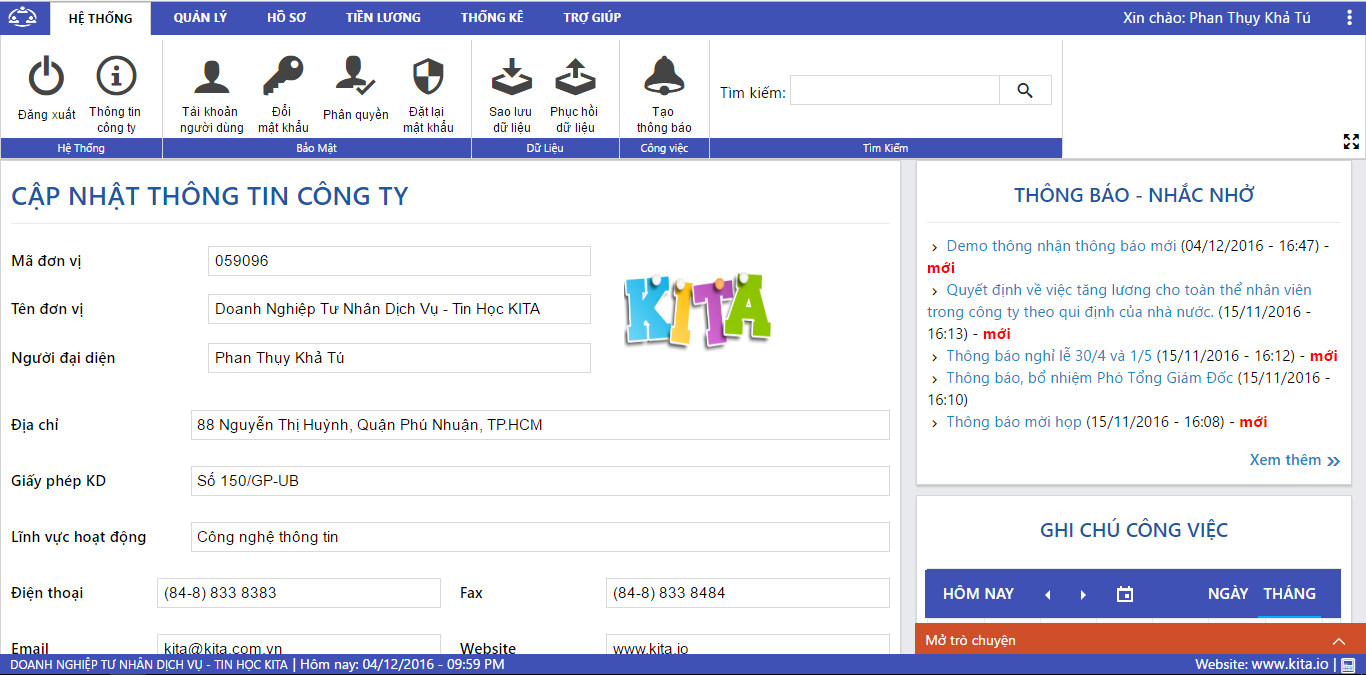 HỆ THỐNG QUẢN LÝ HỒ SƠ TIỀN LƯƠNG THỐNG KÊ TRỢ GIÚP Xin chào: Phan Thụy Khả Tú
Đăng xuất
Thông tin
công ty
Tài khoản
người dùng
Đổi
mật khẩu
Phân quyền
Đặt lại
mật khẩu
Sao lưu
dữ liệu
Phục hồi
dữ liệu
Tạo
thông báo
Tìm kiếm:
Hệ Thống Bảo Mật Dữ Liệu Công việc Tìm Kiếm
CẬP NHẬT THÔNG TIN CÔNG TY
Mã đơn vị 059096
Tên đơn vị Doanh Nghiệp Tư Nhân Dịch Vụ - Tin Học KITA
Người đại diện Phan Thụy Khả Tú
KITA
Địa chỉ 88 Nguyễn Thị Huỳnh, Quận Phú Nhuận, TP.HCM
Giấy phép KD Số 150/GP-UB
Lĩnh vực hoạt động Công nghệ thông tin
Điện thoại (84-8) 833 8383 Fax (84-8) 833 8484
Email kita@kita.com.vn Website www.kita.io
THÔNG BÁO - NHẮC NHỞ
Demo thông nhận thông báo mới (04/12/2016 - 16:47) -
mới
Quyết định về việc tăng lương cho toàn thể nhân viên
trong công ty theo qui định của nhà nước. (15/11/2016 -
16:13) - mới
Thông báo nghỉ lễ 30/4 và 1/5 (15/11/2016 - 16:12) - mới
Thông báo, bổ nhiệm Phó Tổng Giám Đốc (15/11/2016 -
16:10)
Thông báo mời họp (15/11/2016 - 16:08) - mới
Xem thêm
GHI CHÚ CÔNG VIỆC
HÔM NAY NGÀY THÁNG
Mở trò chuyện
DOANH NGHIỆP TƯ NHÂN DỊCH VỤ - TIN HỌC KITA | Hôm nay: 04/12/2016 - 09:59 PM Website: www.kita.io |